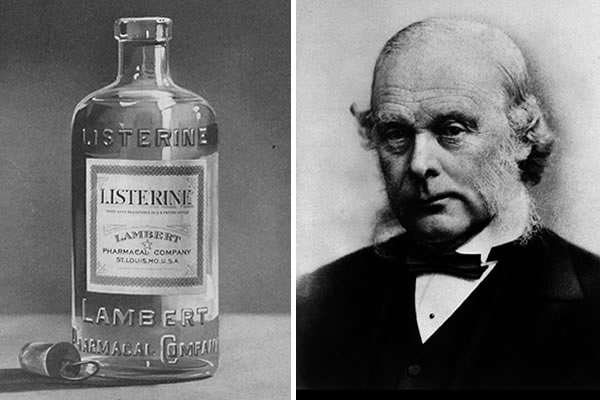 LISTERINE
LISTERINE
LAMBERT
PHARMACAL COMPANY
ST. LOUIS, MO., U.S.A.
LAMBERT
PHARMACAL COMPANY